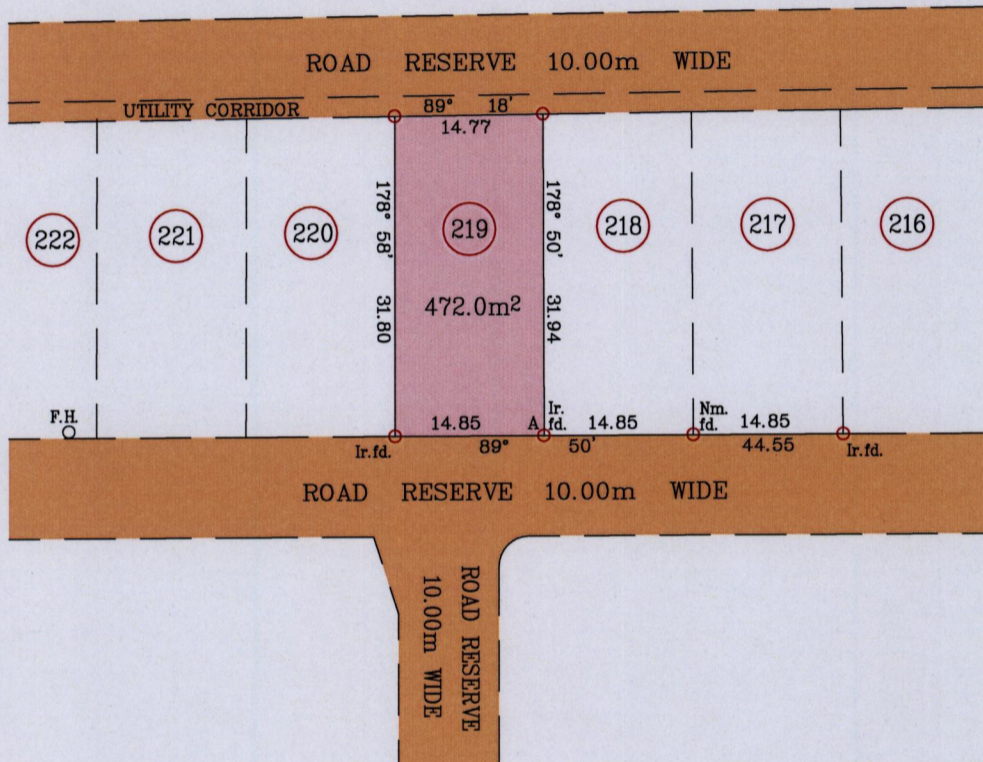 ROAD RESERVE 10.00m WIDE
UTILITY CORRIDOR
89° 18'
14.77
222
221
220
219
218
217
216
178° 58'
31.80
178° 50'
31.94
472.0m²
F.H.
Ir.fd.
14.85
A
Ir.
fd.
14.85
Nm.
fd.
14.85
89° 50'
44.55
Ir.fd.
ROAD RESERVE 10.00m WIDE
ROAD RESERVE
10.00m WIDE